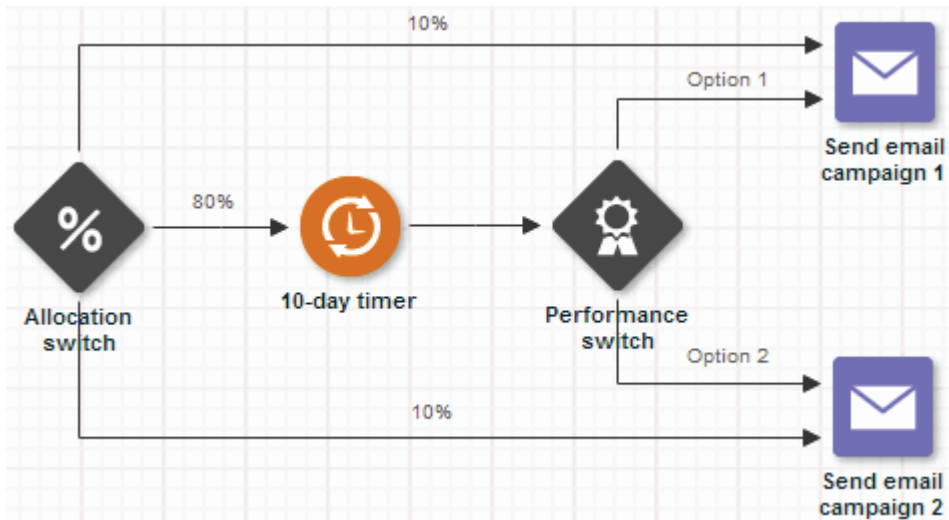 10%
Option 1
Send email
campaign 1
80%
%
10-day timer
Allocation
switch
Performance
switch
Option 2
10%
Send email
campaign 2